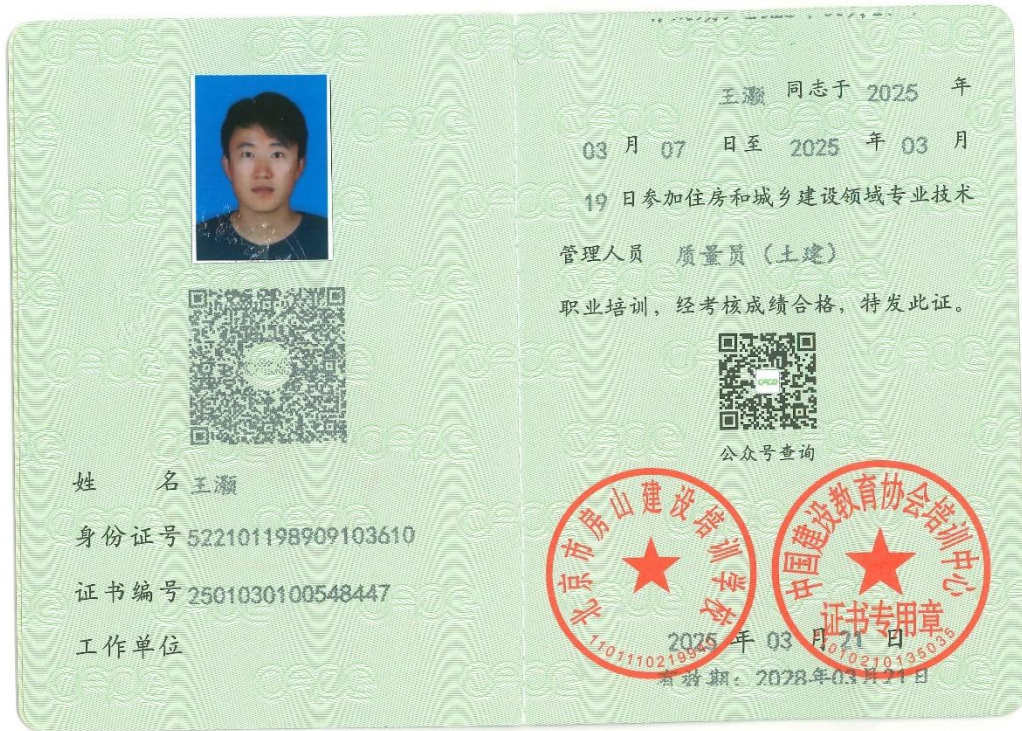 姓 名 王灏
身份证号 522101198909103610
证书编号 2501030100548447
工作单位
王灏 同志于 2025 年
03 月 07 日至 2025 年 03 月
19 日参加住房和城乡建设领域专业技术
管理人员 质量员（土建）
职业培训，经考核成绩合格，特发此证。
公众号查询
北京市房山建设培训学校
中国建设教育协会培训中心
证书专用章
2025 年 03 月 21 日
有效期：2028年03月21日